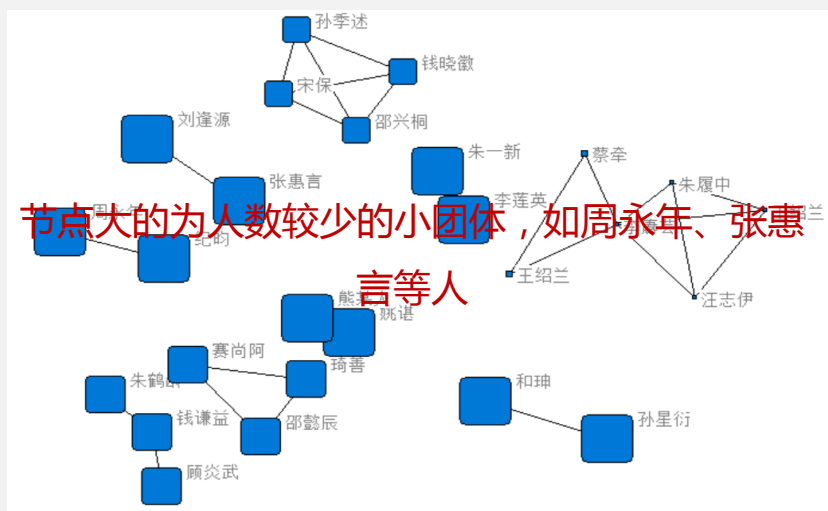 孙季述
钱晓徽
宋保
邵兴桐
刘逢源
朱一新
蔡牵
张惠言
朱履中
李莲英
节点大的为人数较少的小团体，如周永年、张惠
言等人
纪昀
王绍兰
汪志伊
姚谌
赛尚阿
琦善
和珅
钱谦益
邵懿辰
孙星衍
顾炎武